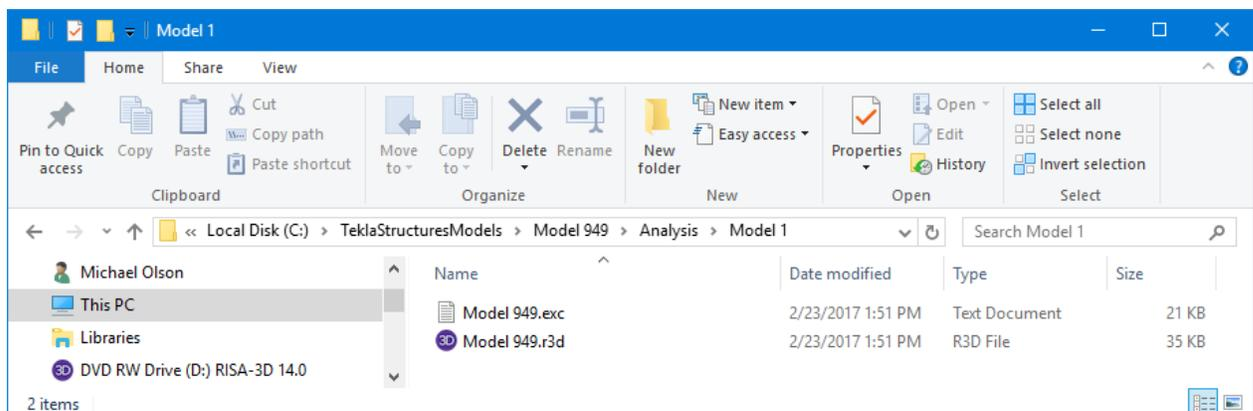 Model 1
File Home Share View
Pin to Quick access
Copy
Paste
Cut
Copy path
Paste shortcut
Clipboard
Move to
Copy to
Delete
Rename
Organize
New folder
New item
Easy access
New
Properties
Open
Edit
History
Open
Select all
Select none
Invert selection
Select
« Local Disk (C:) > TeklaStructuresModels > Model 949 > Analysis > Model 1
Search Model 1
Michael Olson
This PC
Libraries
3D DVD RW Drive (D:) RISA-3D 14.0
Name Date modified Type Size
Model 949.exc 2/23/2017 1:51 PM Text Document 21 KB
3D Model 949.r3d 2/23/2017 1:51 PM R3D File 35 KB
2 items